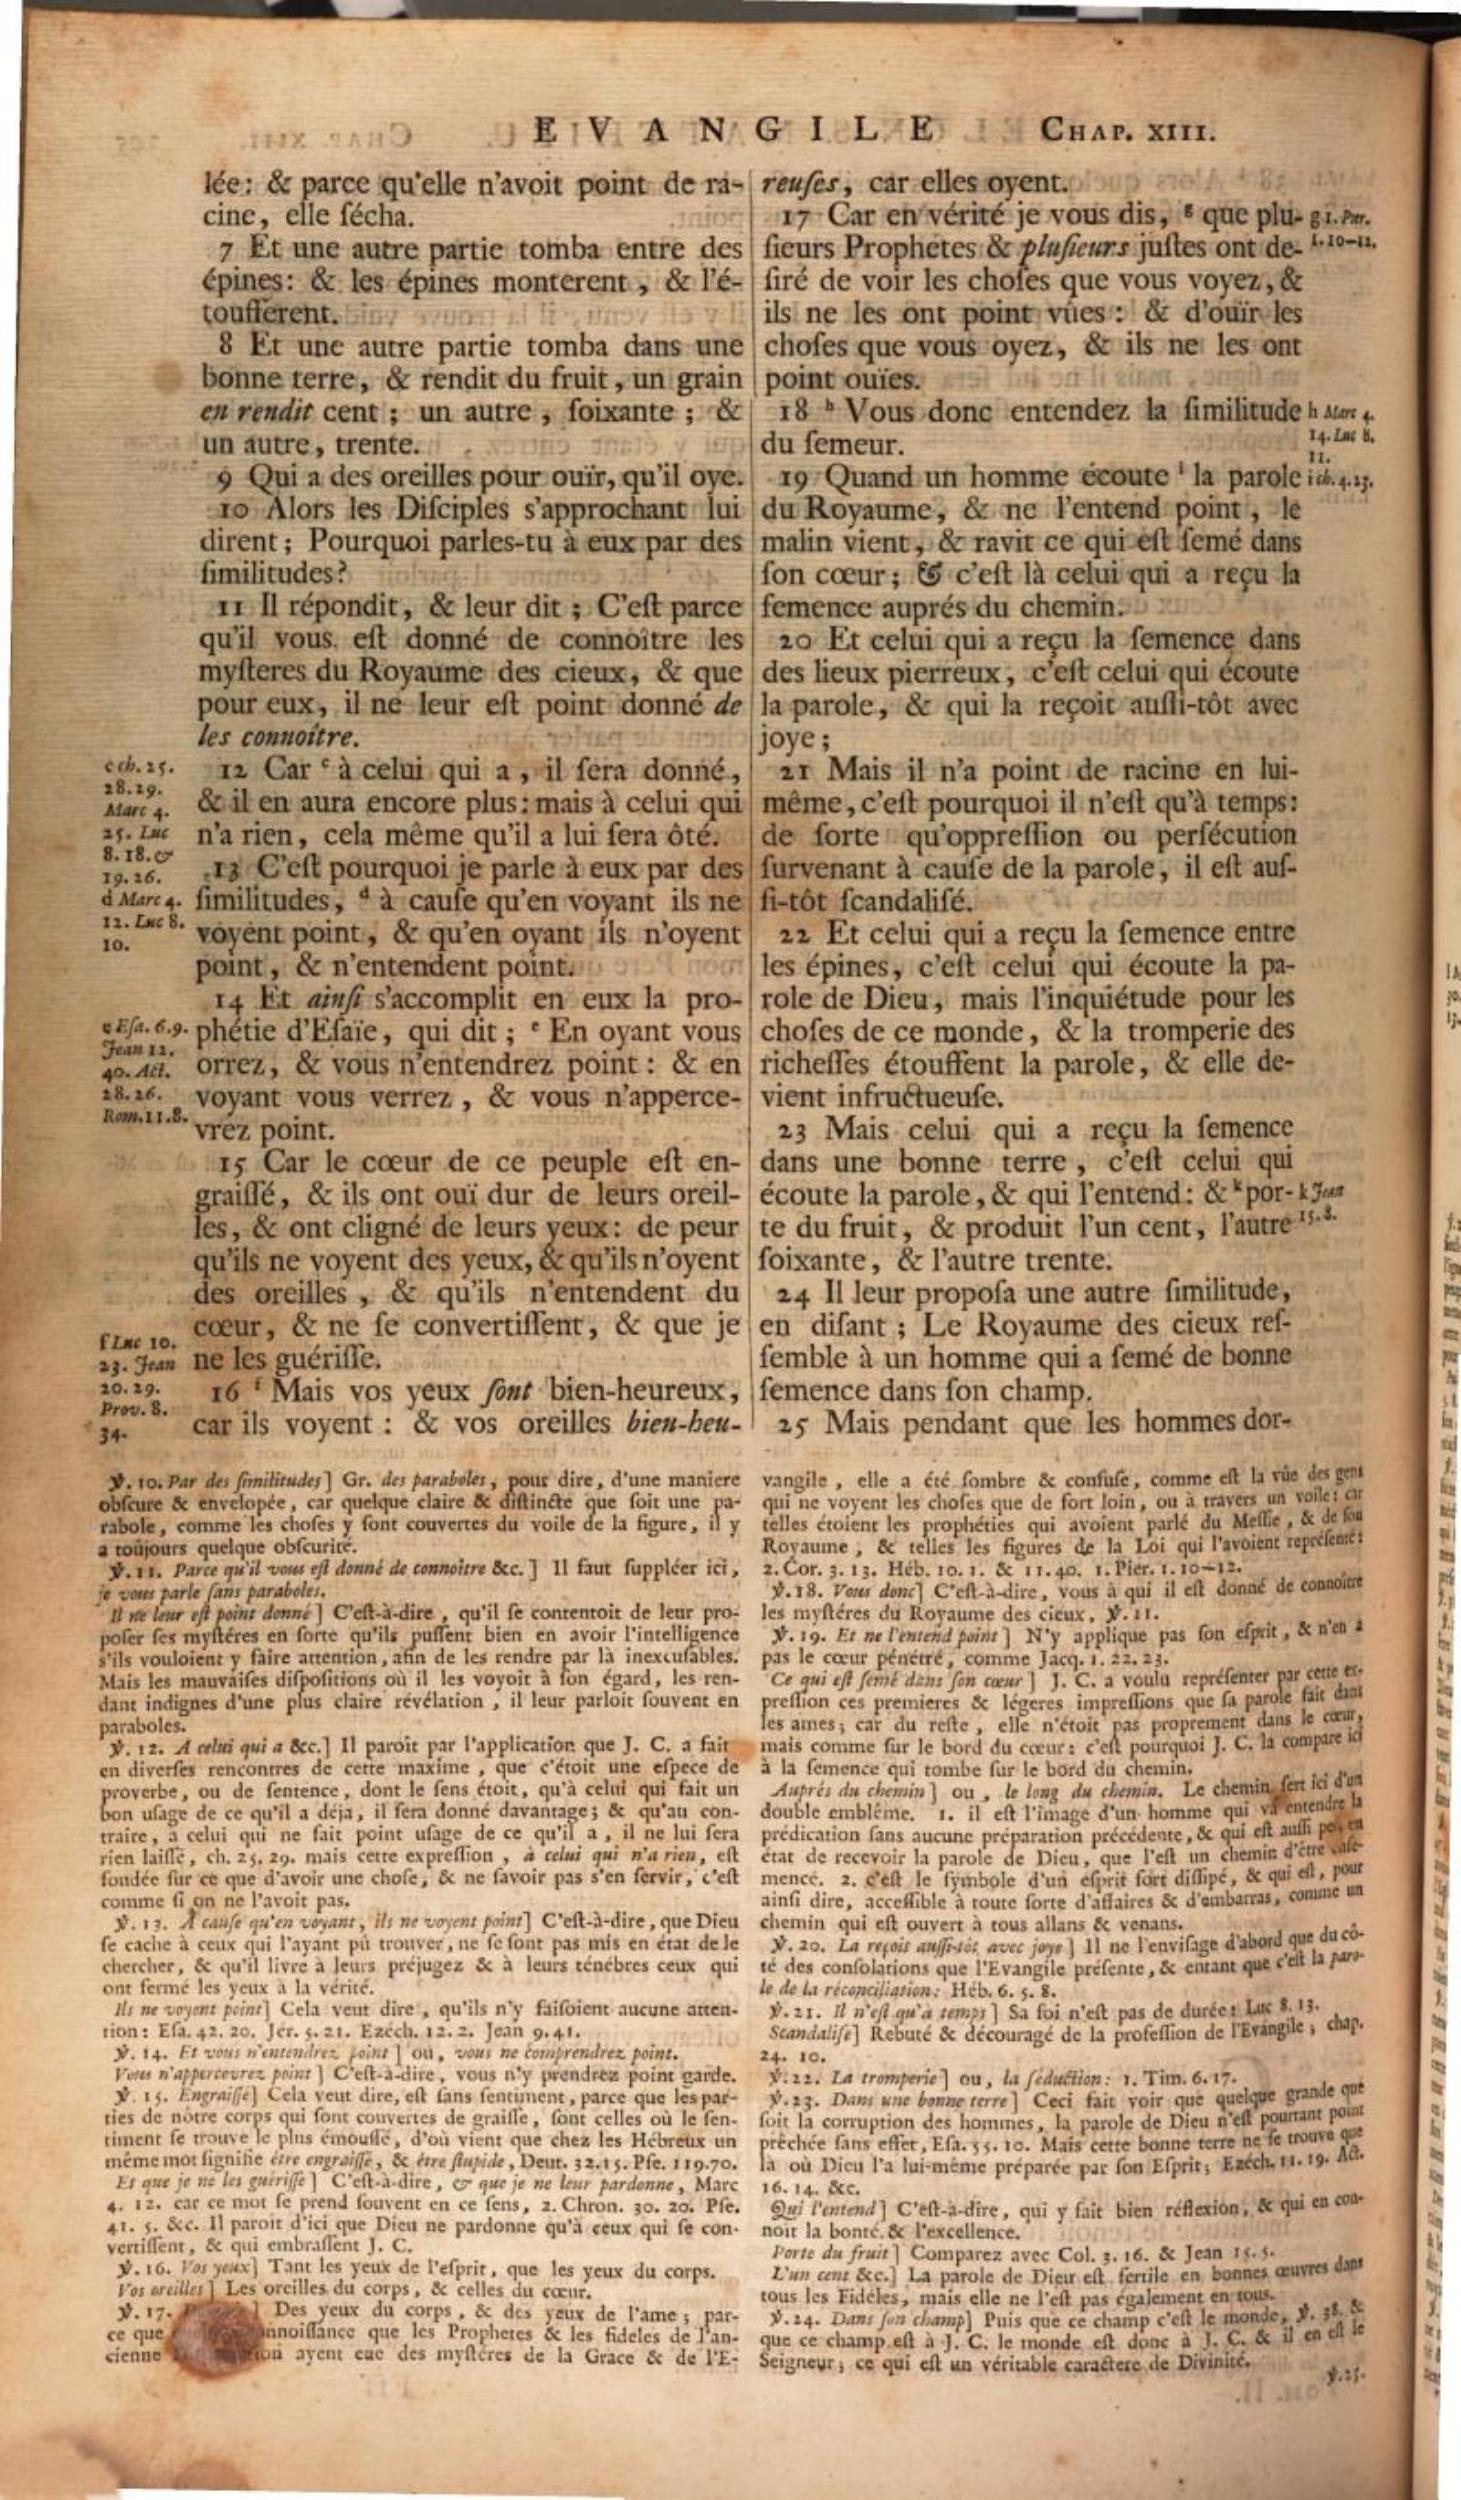 EVANGILE CHAP. XIII.
lée: & parce qu'elle n'avoit point de ra-
cine, elle ſécha.
7 Et une autre partie tomba entre des
épines: & les épines monterent, & l'é-
toufferent.
8 Et une autre partie tomba dans une
bonne terre, & rendit du fruit, un grain
en rendit cent; un autre, ſoixante; &
un autre, trente.
9 Qui a des oreilles pour ouïr, qu'il oye.
10 Alors les Diſciples s'approchant lui
dirent; Pourquoi parles-tu à eux par des
ſimilitudes?
11 Il répondit, & leur dit; C'eſt parce
qu'il vous eſt donné de connoître les
myſteres du Royaume des cieux, & que
pour eux, il ne leur eſt point donné de
les connoître.
12 Car c à celui qui a, il ſera donné,
& il en aura encore plus: mais à celui qui
n'a rien, cela même qu'il a lui ſera ôté.
13 C'eſt pourquoi je parle à eux par des
ſimilitudes, d à cauſe qu'en voyant ils ne
voyent point, & qu'en oyant ils n'oyent
point, & n'entendent point.
14 Et ainſi s'accomplit en eux la pro-
phétie d'Eſaïe, qui dit; e En oyant vous
orrez, & vous n'entendrez point: & en
voyant vous verrez, & vous n'apperce-
vrez point.
15 Car le cœur de ce peuple eſt en-
graiſſé, & ils ont ouï dur de leurs oreil-
les, & ont cligné de leurs yeux: de peur
qu'ils ne voyent des yeux, & qu'ils n'oyent
des oreilles, & qu'ils n'entendent du
cœur, & ne ſe convertiſſent, & que je
ne les guériſſe.
16 f Mais vos yeux ſont bien-heureux,
car ils voyent: & vos oreilles bien-heu-
c ch. 25.
28.29.
Marc 4.
25. Luc
8.18.&
19.26.
d Marc 4.
12. Luc 8.
10.
e Eſa. 6.9.
Jean 12.
40. Act.
28.26.
Rom. 11.8.
f Luc 10.
23. Jean
20.29.
Prov. 8.
34.
reuſes, car elles oyent.
17 Car en vérité je vous dis, g que plu-
ſieurs Prophetes & pluſieurs juſtes ont de-
ſiré de voir les choſes que vous voyez, &
ils ne les ont point vûes: & d'ouïr les
choſes que vous oyez, & ils ne les ont
point ouïes.
18 h Vous donc entendez la ſimilitude
du ſemeur.
19 Quand un homme écoute i la parole
du Royaume, & ne l'entend point, le
malin vient, & ravit ce qui eſt ſemé dans
ſon cœur; & c'eſt là celui qui a reçu la
ſemence auprés du chemin.
20 Et celui qui a reçu la ſemence dans
des lieux pierreux, c'eſt celui qui écoute
la parole, & qui la reçoit auſſi-tôt avec
joye;
21 Mais il n'a point de racine en lui-
même, c'eſt pourquoi il n'eſt qu'à temps:
de ſorte qu'oppreſſion ou perſécution
ſurvenant à cauſe de la parole, il eſt auſ-
ſi-tôt ſcandaliſé.
22 Et celui qui a reçu la ſemence entre
les épines, c'eſt celui qui écoute la pa-
role de Dieu, mais l'inquiétude pour les
choſes de ce monde, & la tromperie des
richeſſes étouffent la parole, & elle de-
vient infructueuſe.
23 Mais celui qui a reçu la ſemence
dans une bonne terre, c'eſt celui qui
écoute la parole, & qui l'entend: & k por-
te du fruit, & produit l'un cent, l'autre
ſoixante, & l'autre trente.
24 Il leur propoſa une autre ſimilitude,
en diſant; Le Royaume des cieux reſ-
ſemble à un homme qui a ſemé de bonne
ſemence dans ſon champ.
25 Mais pendant que les hommes dor-
g 1. Pier.
1.10-12.
h Marc 4.
14. Luc 8.
11.
i ch. 4.23.
k Jean
15.8.
℣. 10. Par des ſimilitudes] Gr. des paraboles, pour dire, d'une maniere
obſcure & envelopée, car quelque claire & diſtincte que ſoit une pa-
rabole, comme les choſes y ſont couvertes du voile de la figure, il y
a toûjours quelque obſcurité.
℣. 11. Parce qu'il vous eſt donné de connoître &c.] Il faut ſuppléer ici,
je vous parle ſans paraboles.
Il ne leur eſt point donné] C'eſt-à-dire, qu'il ſe contentoit de leur pro-
poſer ſes myſtéres en ſorte qu'ils puſſent bien en avoir l'intelligence
s'ils vouloient y faire attention, afin de les rendre par là inexcuſables.
Mais les mauvaiſes diſpoſitions où il les voyoit à ſon égard, les ren-
dant indignes d'une plus claire révélation, il leur parloit ſouvent en
paraboles.
℣. 12. A celui qui a &c.] Il paroît par l'application que J. C. a fait
en diverſes rencontres de cette maxime, que c'étoit une eſpece de
proverbe, ou de ſentence, dont le ſens étoit, qu'à celui qui fait un
bon uſage de ce qu'il a déja, il ſera donné davantage; & qu'au con-
traire, à celui qui ne fait point uſage de ce qu'il a, il ne lui ſera
rien laiſſé, ch. 25. 29. mais cette expreſſion, à celui qui n'a rien, eſt
fondée ſur ce que d'avoir une choſe, & ne ſavoir pas s'en ſervir, c'eſt
comme ſi on ne l'avoit pas.
℣. 13. A cauſe qu'en voyant, ils ne voyent point] C'eſt-à-dire, que Dieu
ſe cache à ceux qui l'ayant pû trouver, ne ſe ſont pas mis en état de le
chercher, & qu'il livre à leurs préjugez & à leurs ténébres ceux qui
ont fermé les yeux à la vérité.
Ils ne voyent point] Cela veut dire, qu'ils n'y faiſoient aucune atten-
tion: Eſa. 42. 20. Jér. 5. 21. Ezéch. 12. 2. Jean 9. 41.
℣. 14. Et vous n'entendrez point] ou, vous ne comprendrez point.
Vous n'appercevrez point] C'eſt-à-dire, vous n'y prendrez point garde.
℣. 15. Engraiſſé] Cela veut dire, eſt ſans ſentiment, parce que les par-
ties de nôtre corps qui ſont couvertes de graiſſe, ſont celles où le ſen-
timent ſe trouve le plus émouſſé, d'où vient que chez les Hébreux un
même mot ſignifie être engraiſſé, & être ſtupide, Deut. 32.15. Pſe. 119.70.
Et que je ne les guériſſe] C'eſt-à-dire, & que je ne leur pardonne, Marc
4. 12. car ce mot ſe prend ſouvent en ce ſens, 2. Chron. 30. 20. Pſe.
41. 5. &c. Il paroit d'ici que Dieu ne pardonne qu'à ceux qui ſe con-
vertiſſent, & qui embraſſent J. C.
℣. 16. Vos yeux] Tant les yeux de l'eſprit, que les yeux du corps.
Vos oreilles] Les oreilles du corps, & celles du cœur.
℣. 17. ] Des yeux du corps, & des yeux de l'ame; par-
ce que nnoiſſance que les Prophetes & les fideles de l'an-
cienne ion ayent eue des myſtéres de la Grace & de l'E-
vangile, elle a été ſombre & confuſe, comme eſt la vûe des gens
qui ne voyent les choſes que de fort loin, ou à travers un voile: car
telles étoient les prophéties qui avoient parlé du Meſſie, & de ſon
Royaume, & telles les figures de la Loi qui l'avoient repréſenté:
2. Cor. 3. 13. Héb. 10. 1. & 11. 40. 1. Pier. 1. 10-12.
℣. 18. Vous donc] C'eſt-à-dire, vous à qui il eſt donné de connoître
les myſtéres du Royaume des cieux, ℣. 11.
℣. 19. Et ne l'entend point] N'y applique pas ſon eſprit, & n'en a
pas le cœur pénétré, comme Jacq. 1. 22. 23.
Ce qui eſt ſemé dans ſon cœur] J. C. a voulu repréſenter par cette ex-
preſſion ces premieres & légeres impreſſions que ſa parole fait dans
les ames; car du reſte, elle n'étoit pas proprement dans le cœur,
mais comme ſur le bord du cœur: c'eſt pourquoi J. C. la compare ici
à la ſemence qui tombe ſur le bord du chemin.
Auprés du chemin] ou, le long du chemin. Le chemin ſert ici d'un
double emblême. 1. il eſt l'image d'un homme qui va entendre la
prédication ſans aucune préparation précédente, & qui eſt auſſi peu en
état de recevoir la parole de Dieu, que l'eſt un chemin d'être enſe-
mencé. 2. c'eſt le ſymbole d'un eſprit fort diſſipé, & qui eſt, pour
ainſi dire, acceſſible à toute ſorte d'affaires & d'embarras, comme un
chemin qui eſt ouvert à tous allans & venans.
℣. 20. La reçoit auſſi-tôt avec joye] Il ne l'enviſage d'abord que du cô-
té des conſolations que l'Evangile préſente, & entant que c'eſt la paro-
le de la réconciliation: Héb. 6. 5. 8.
℣. 21. Il n'eſt qu'à temps] Sa foi n'eſt pas de durée: Luc 8. 13.
Scandaliſé] Rebuté & découragé de la profeſſion de l'Evangile; chap.
24. 10.
℣. 22. La tromperie] ou, la ſéduction: 1. Tim. 6. 17.
℣. 23. Dans une bonne terre] Ceci fait voir que quelque grande que
ſoit la corruption des hommes, la parole de Dieu n'eſt pourtant point
prêchée ſans effet, Eſa. 55. 10. Mais cette bonne terre ne ſe trouve que
là où Dieu l'a lui-même préparée par ſon Eſprit; Ezéch. 11. 19. Act.
16. 14. &c.
Qui l'entend] C'eſt-à-dire, qui y fait bien réflexion, & qui en con-
noit la bonté & l'excellence.
Porte du fruit] Comparez avec Col. 3. 16. & Jean 15. 5.
L'un cent &c.] La parole de Dieu eſt fertile en bonnes œuvres dans
tous les Fidéles, mais elle ne l'eſt pas également en tous.
℣. 24. Dans ſon champ] Puis que ce champ c'eſt le monde, ℣. 38. &
que ce champ eſt à J. C. le monde eſt donc à J. C. & il en eſt le
Seigneur; ce qui eſt un véritable caractere de Divinité.
℣. 25.